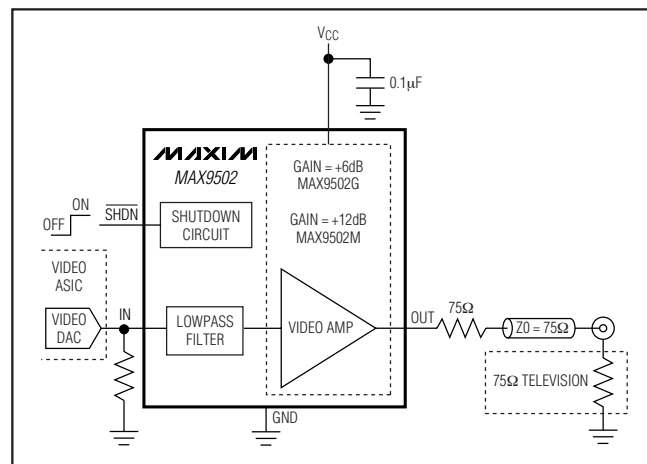 VCC
0.1μF
MAXIM
MAX9502
GAIN = +6dB
MAX9502G
GAIN = +12dB
MAX9502M
ON
OFF
SHDN
SHUTDOWN
CIRCUIT
VIDEO
ASIC
VIDEO
DAC
IN
LOWPASS
FILTER
VIDEO AMP
OUT
75Ω
Z0 = 75Ω
75Ω TELEVISION
GND